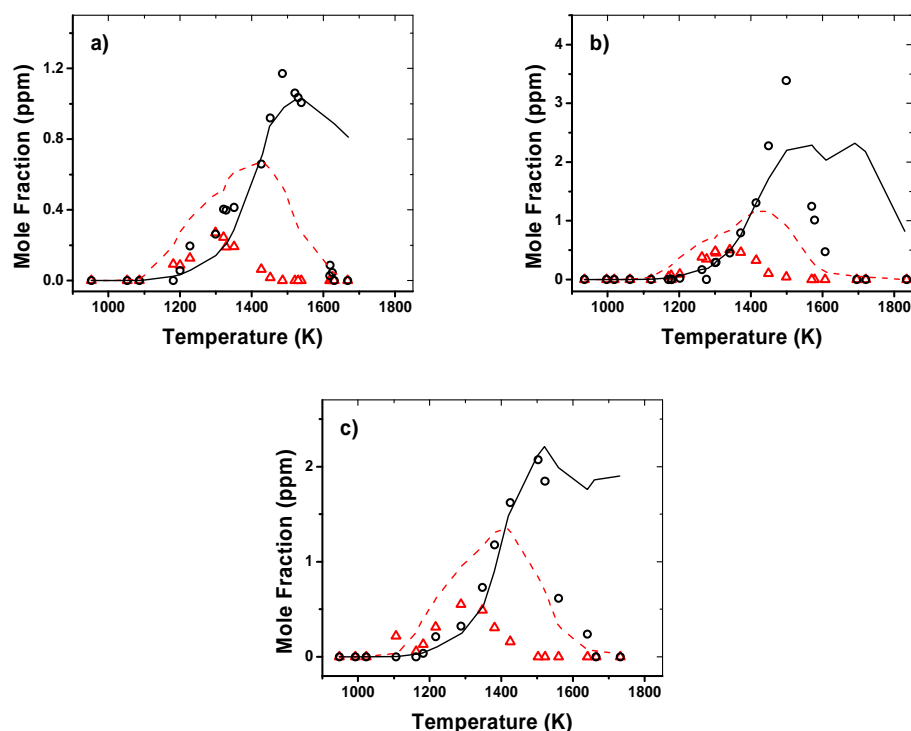 a)
1.2
0.8
0.4
0.0
Mole Fraction (ppm)
1000 1200 1400 1600 1800
Temperature (K)
b)
4
3
2
1
0
Mole Fraction (ppm)
1000 1200 1400 1600 1800
Temperature (K)
c)
2
1
0
Mole Fraction (ppm)
1000 1200 1400 1600 1800
Temperature (K)